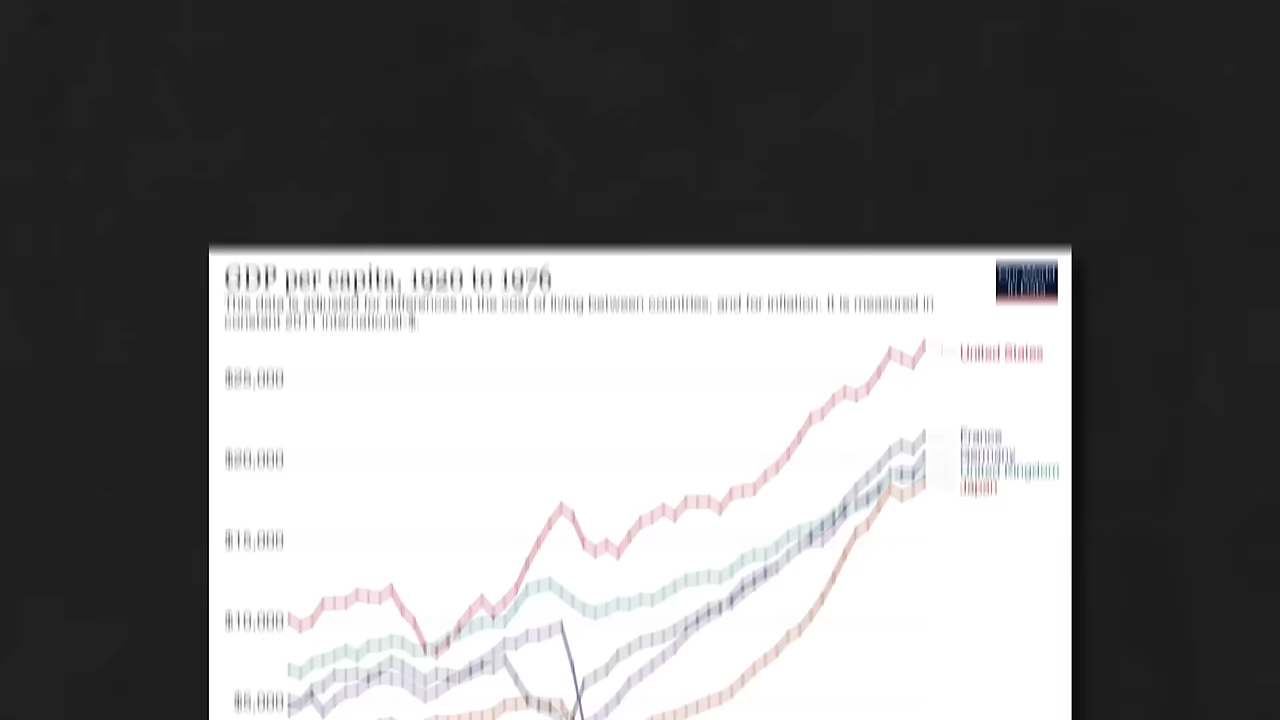 GDP per capita, 1920 to 1976
This data is adjusted for differences in the cost of living between countries, and for inflation. It is measured in
constant 2011 international-$.
United States
$25,000
France
$20,000
Germany
United Kingdom
Japan
$15,000
$10,000
$5,000